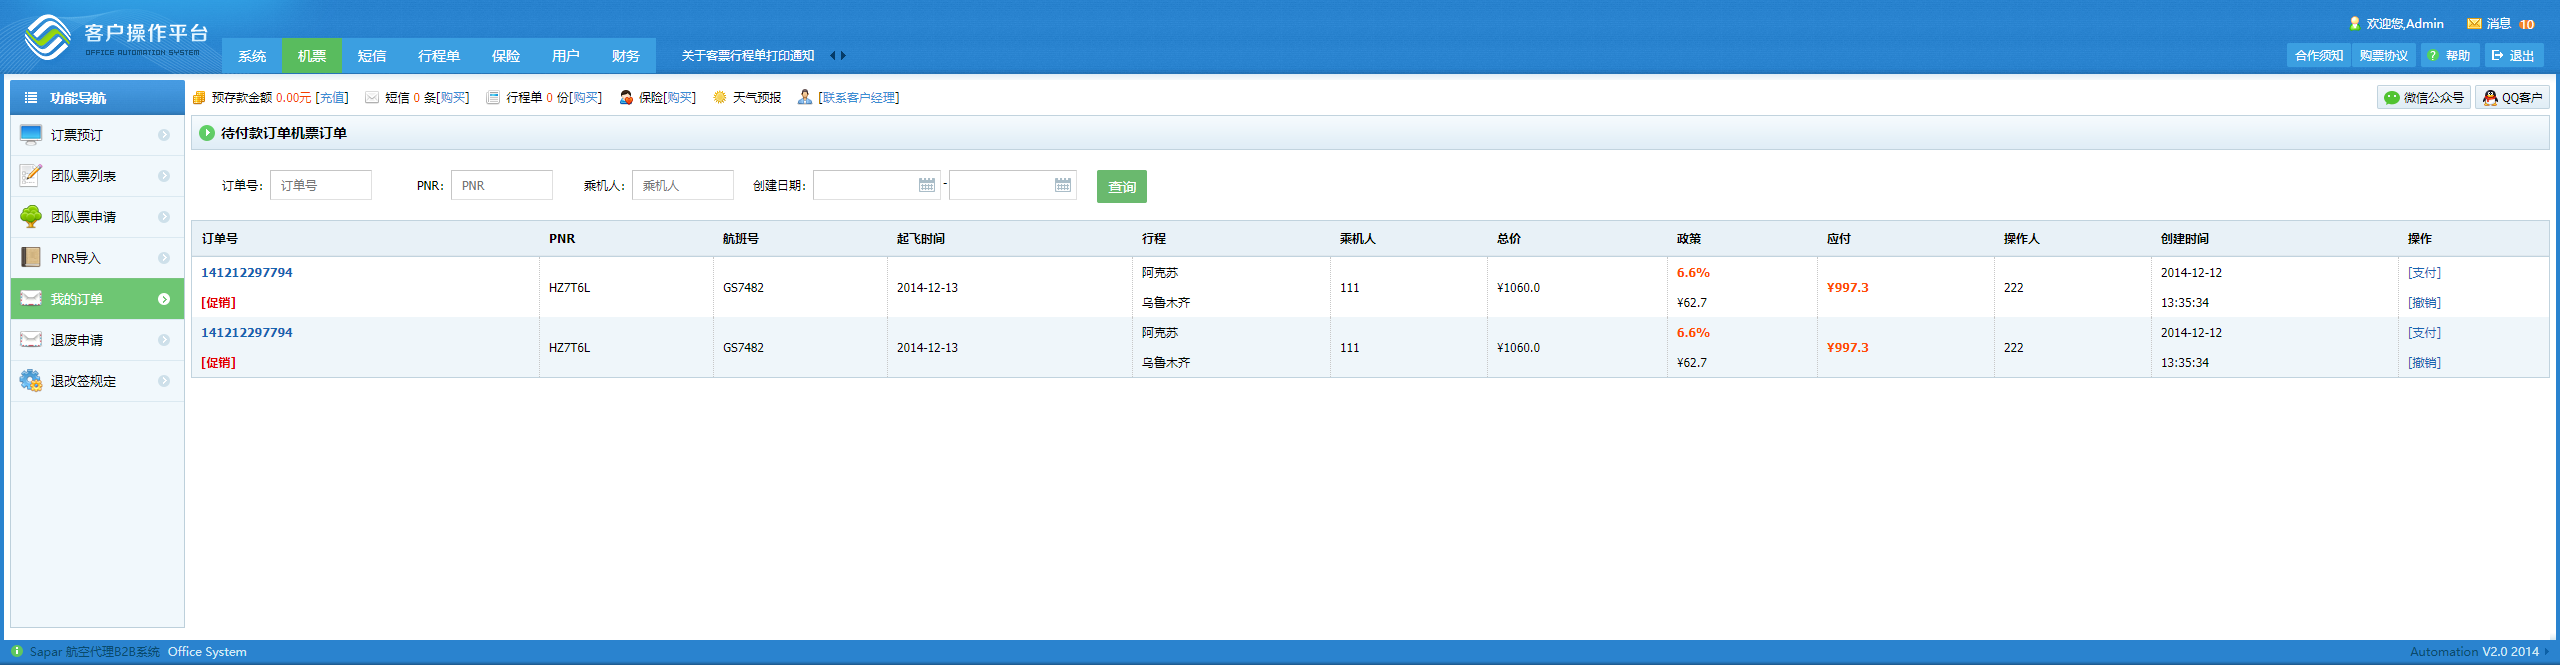 客户操作平台
OFFICE AUTOMATION SYSTEM
系统 机票 短信 行程单 保险 用户 财务 关于客票行程单打印通知
欢迎您,Admin 消息 10
合作须知 购票协议 帮助 退出
功能导航
订票预订
团队票列表
团队票申请
PNR导入
我的订单
退废申请
退改签规定
预存款金额 0.00元 [充值] 短信 0 条[购买] 行程单 0 份[购买] 保险[购买] 天气预报 [联系客户经理]
微信公众号 QQ客户
待付款订单机票订单
订单号: 订单号 PNR: PNR 乘机人: 乘机人 创建日期: - 查询
订单号 PNR 航班号 起飞时间 行程 乘机人 总价 政策 应付 操作人 创建时间 操作
141212297794 阿克苏 6.6% 2014-12-12 [支付]
HZ7T6L GS7482 2014-12-13 111 ¥1060.0 ¥997.3 222
[促销] 乌鲁木齐 ¥62.7 13:35:34 [撤销]
141212297794 阿克苏 6.6% 2014-12-12 [支付]
HZ7T6L GS7482 2014-12-13 111 ¥1060.0 ¥997.3 222
[促销] 乌鲁木齐 ¥62.7 13:35:34 [撤销]
Sapar 航空代理B2B系统 Office System
Automation V2.0 2014